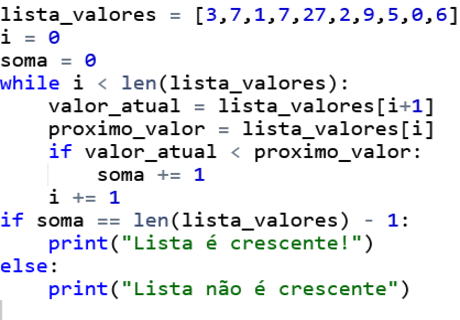 lista_valores = [3,7,1,7,27,2,9,5,0,6]
i = 0
soma = 0
while i < len(lista_valores):
    valor_atual = lista_valores[i+1]
    proximo_valor = lista_valores[i]
    if valor_atual < proximo_valor:
        soma += 1
    i += 1
if soma == len(lista_valores) - 1:
    print("Lista é crescente!")
else:
    print("Lista não é crescente")